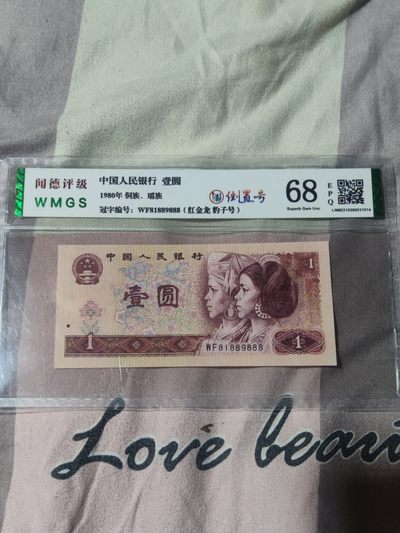 闻德评级
WMGS
中国人民银行 壹圆
1980年 侗族、瑶族
冠字编号：WF81889888（红金龙 豹子号）
倒置号
68
EPQ
Superb Gem Unc
中国人民银行
壹圆
1
1
WF81889888
Love beau